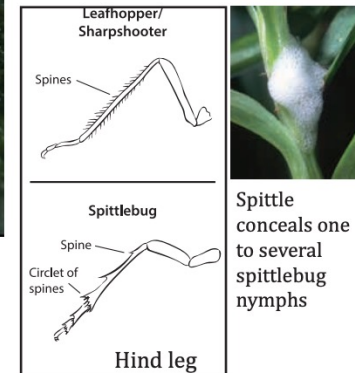 Leafhopper/
Sharpshooter
Spines
Spittlebug
Spine
Circlet of
spines
Hind leg
Spittle
conceals one
to several
spittlebug
nymphs